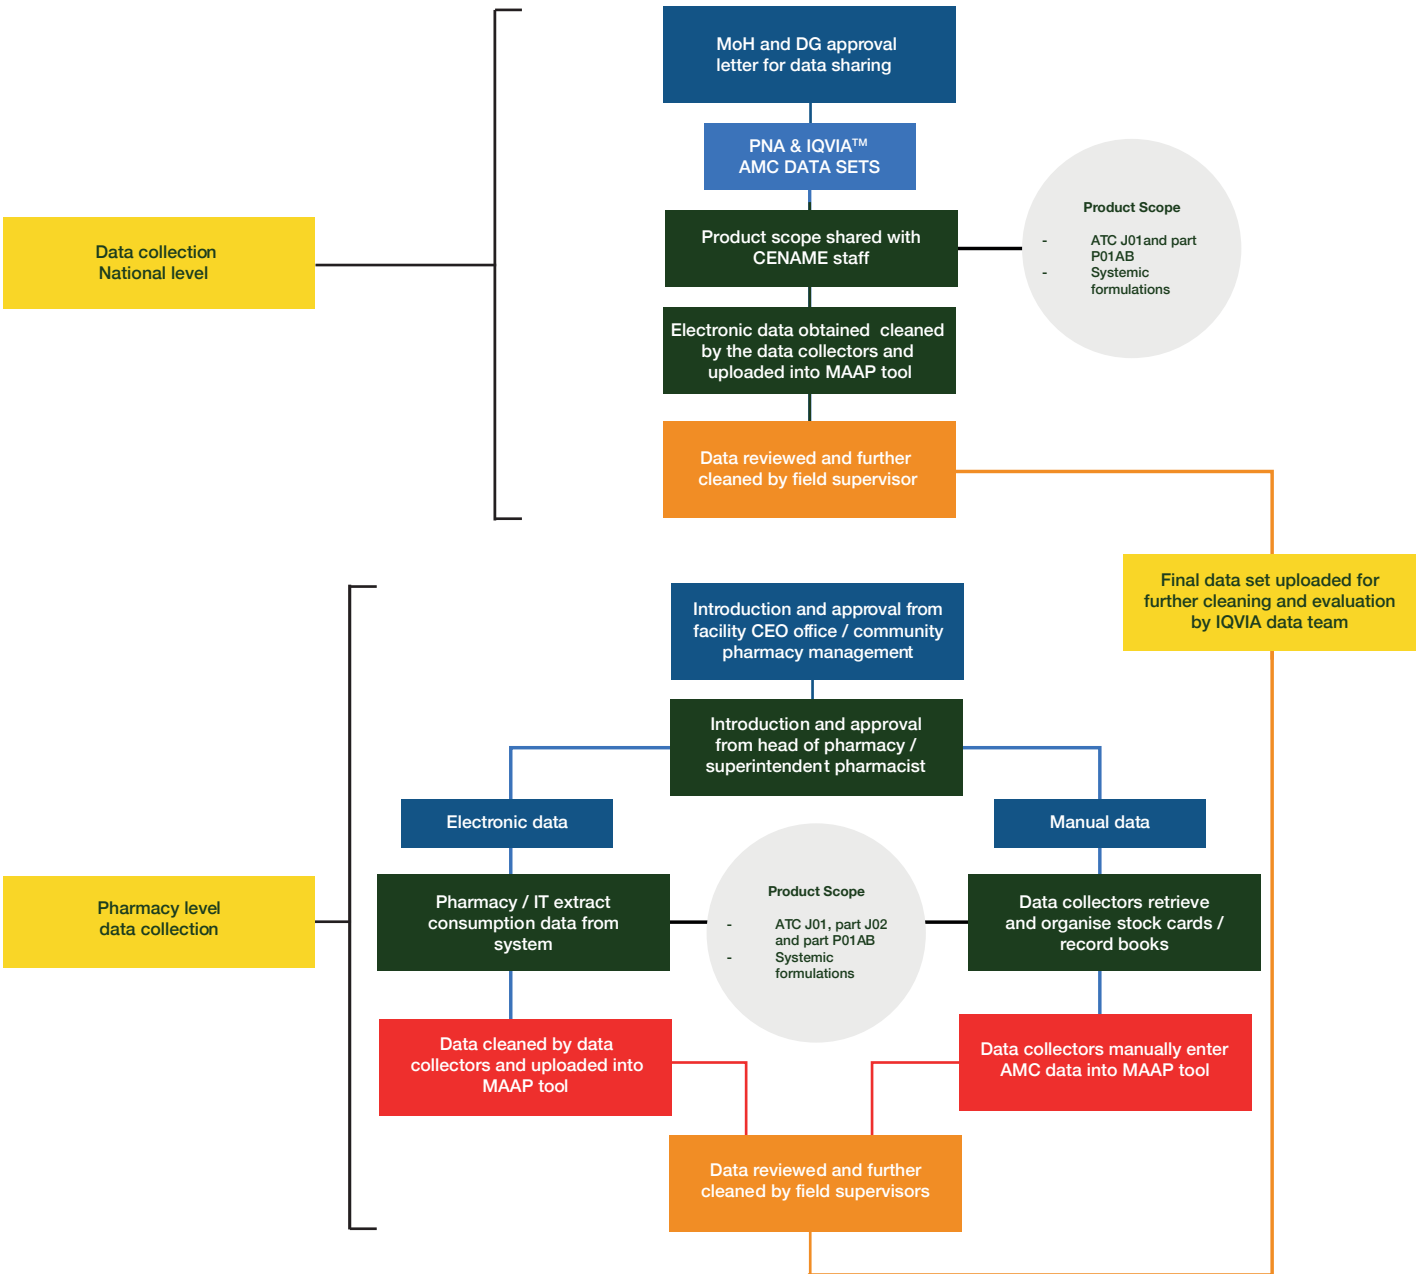 MoH and DG approval
letter for data sharing
PNA & IQVIA™
AMC DATA SETS
Product Scope
- ATC J01and part
P01AB
- Systemic
formulations
Product scope shared with
CENAME staff
Data collection
National level
Electronic data obtained cleaned
by the data collectors and
uploaded into MAAP tool
Data reviewed and further
cleaned by field supervisor
Final data set uploaded for
further cleaning and evaluation
by IQVIA data team
Introduction and approval from
facility CEO office / community
pharmacy management
Introduction and approval
from head of pharmacy /
superintendent pharmacist
Electronic data
Manual data
Pharmacy level
data collection
Pharmacy / IT extract
consumption data from
system
Product Scope
- ATC J01, part J02
and part P01AB
- Systemic
formulations
Data collectors retrieve
and organise stock cards /
record books
Data cleaned by data
collectors and uploaded into
MAAP tool
Data collectors manually enter
AMC data into MAAP tool
Data reviewed and further
cleaned by field supervisors